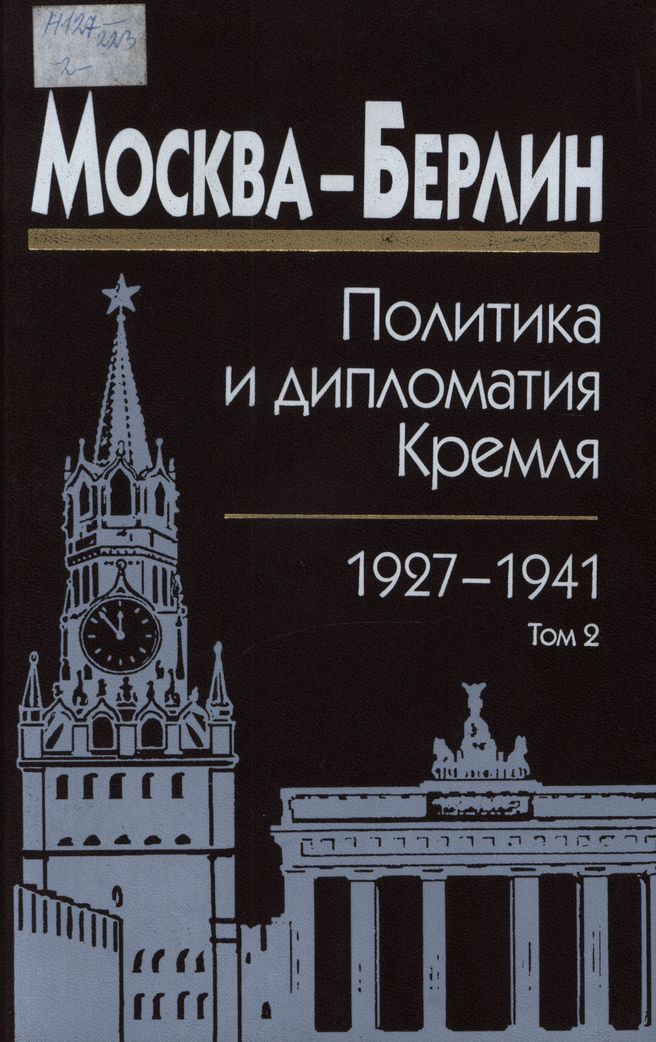 Н127-
223
-2-
МОСКВА–БЕРЛИН
ПОЛИТИКА
И ДИПЛОМАТИЯ
КРЕМЛЯ
1927–1941
ТОМ 2